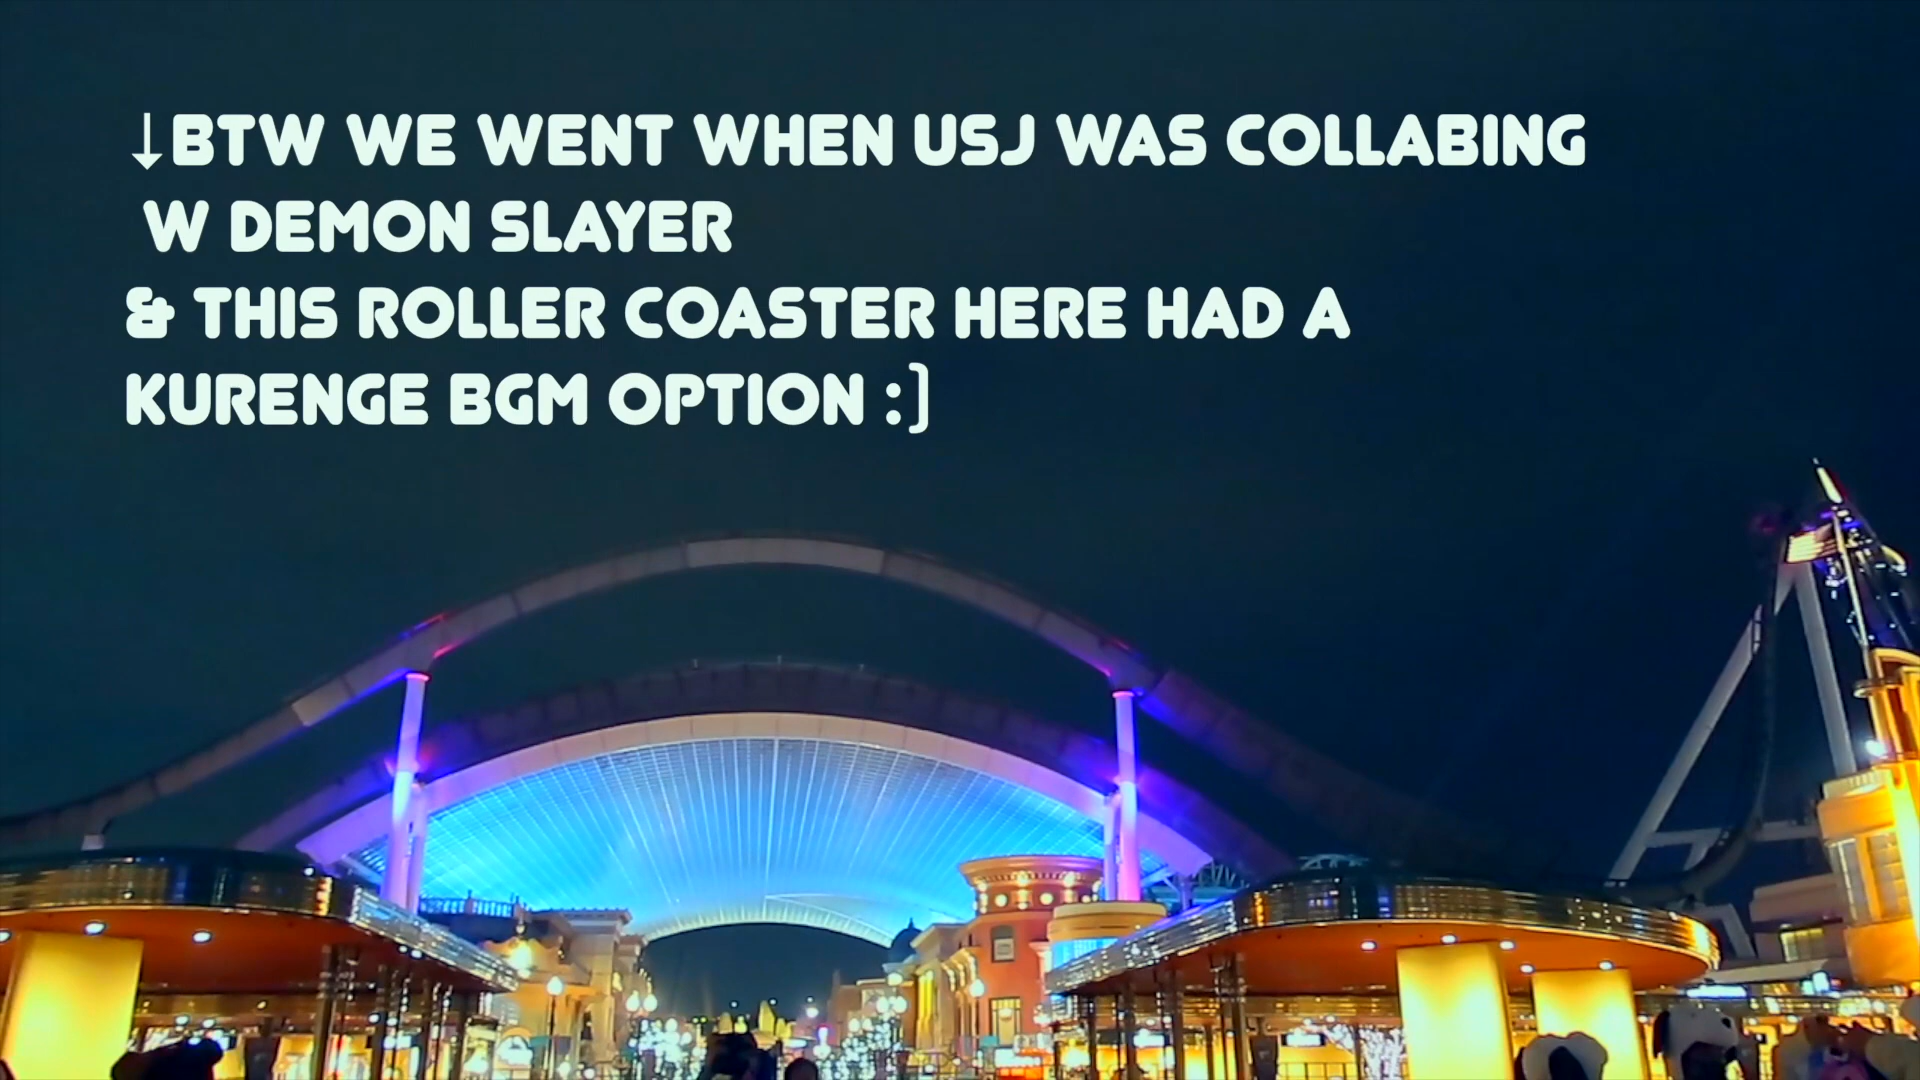 ↓BTW WE WENT WHEN USJ WAS COLLABING
W DEMON SLAYER
& THIS ROLLER COASTER HERE HAD A
KURENGE BGM OPTION :)